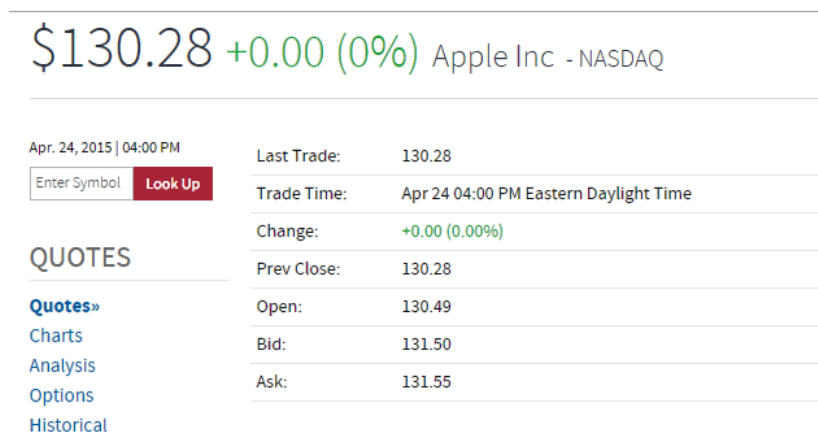 $130.28 +0.00 (0%) Apple Inc - NASDAQ
Apr. 24, 2015 | 04:00 PM
Enter Symbol Look Up
QUOTES
Quotes»
Charts
Analysis
Options
Historical
Last Trade: 130.28
Trade Time: Apr 24 04:00 PM Eastern Daylight Time
Change: +0.00 (0.00%)
Prev Close: 130.28
Open: 130.49
Bid: 131.50
Ask: 131.55